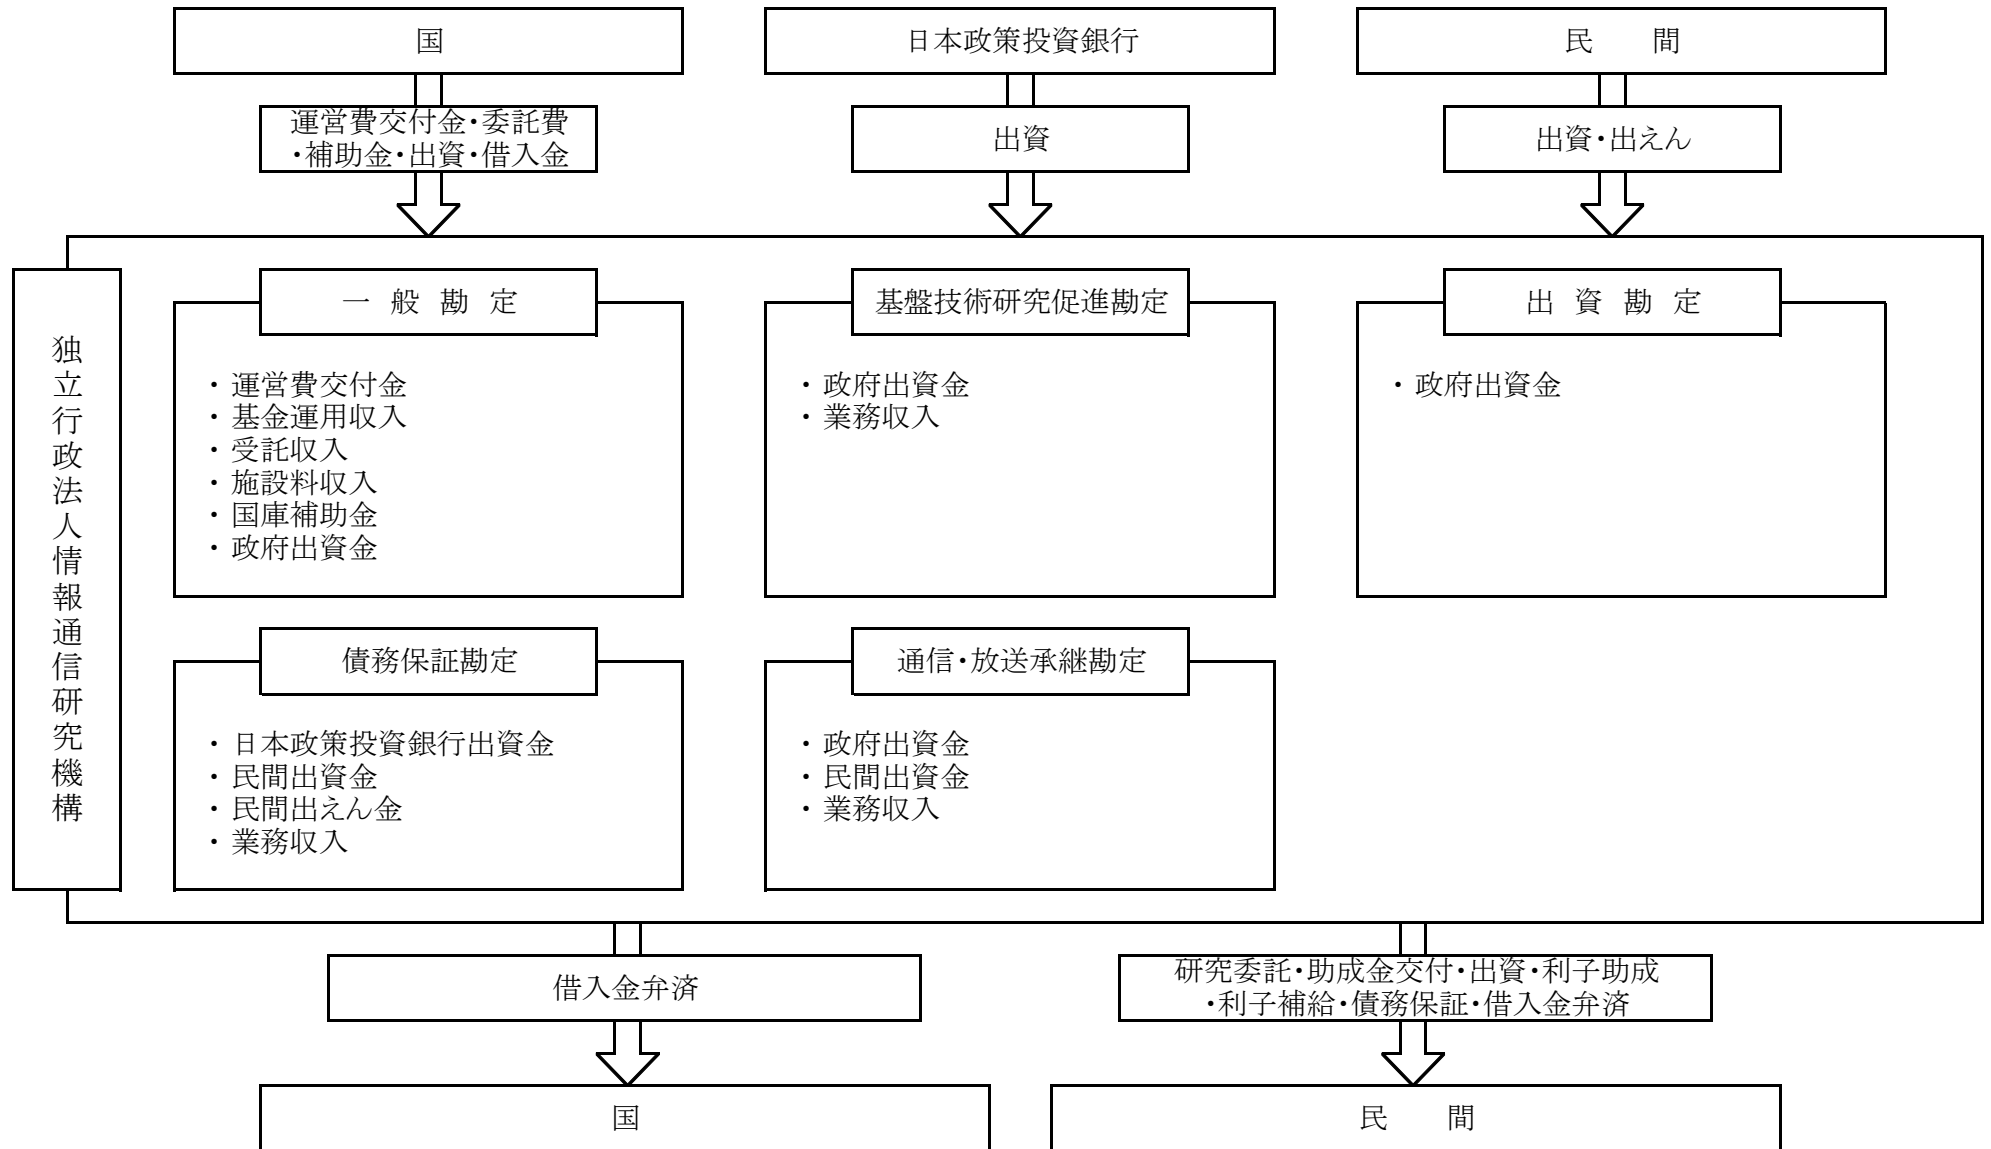 国
日本政策投資銀行
民　　間
運営費交付金・委託費
・補助金・出資・借入金
出資
出資・出えん
独立行政法人情報通信研究機構
一 般 勘 定
・ 運営費交付金
・ 基金運用収入
・ 受託収入
・ 施設料収入
・ 国庫補助金
・ 政府出資金
基盤技術研究促進勘定
・ 政府出資金
・ 業務収入
出 資 勘 定
・ 政府出資金
債務保証勘定
・ 日本政策投資銀行出資金
・ 民間出資金
・ 民間出えん金
・ 業務収入
通信・放送承継勘定
・ 政府出資金
・ 民間出資金
・ 業務収入
借入金弁済
研究委託・助成金交付・出資・利子助成
・利子補給・債務保証・借入金弁済
国
民　　間